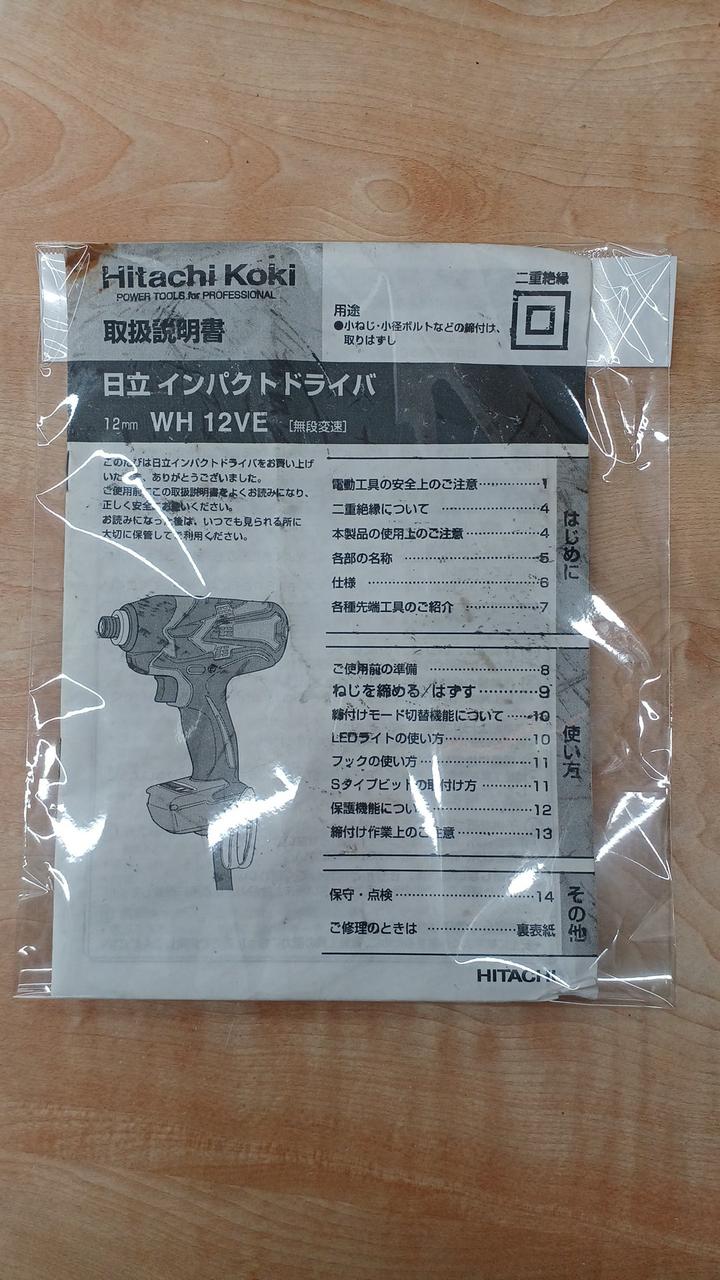 Hitachi Koki
POWER TOOLS for PROFESSIONAL
取扱説明書
用途
●小ねじ・小径ボルトなどの締付け、
取りはずし
二重絶縁
日立 インパクトドライバ
12mm WH 12VE [無段変速]
このたびは日立インパクトドライバをお買い上げ
いただき、ありがとうございました。
ご使用前にこの取扱説明書をよくお読みになり、
正しく安全にお使いください。
お読みになった後は、いつでも見られる所に
大切に保管してご利用ください。
電動工具の安全上のご注意 1
二重絶縁について 4
本製品の使用上のご注意 4
各部の名称 5
仕様 6
各種先端工具のご紹介 7
はじめに
ご使用前の準備 8
ねじを締める/はずす 9
締付けモード切替機能について 10
LEDライトの使い方 10
フックの使い方 11
Sタイプビットの取付け方 11
保護機能について 12
締付け作業上のご注意 13
使い方
保守・点検 14
ご修理のときは 裏表紙
その他
HITACHI